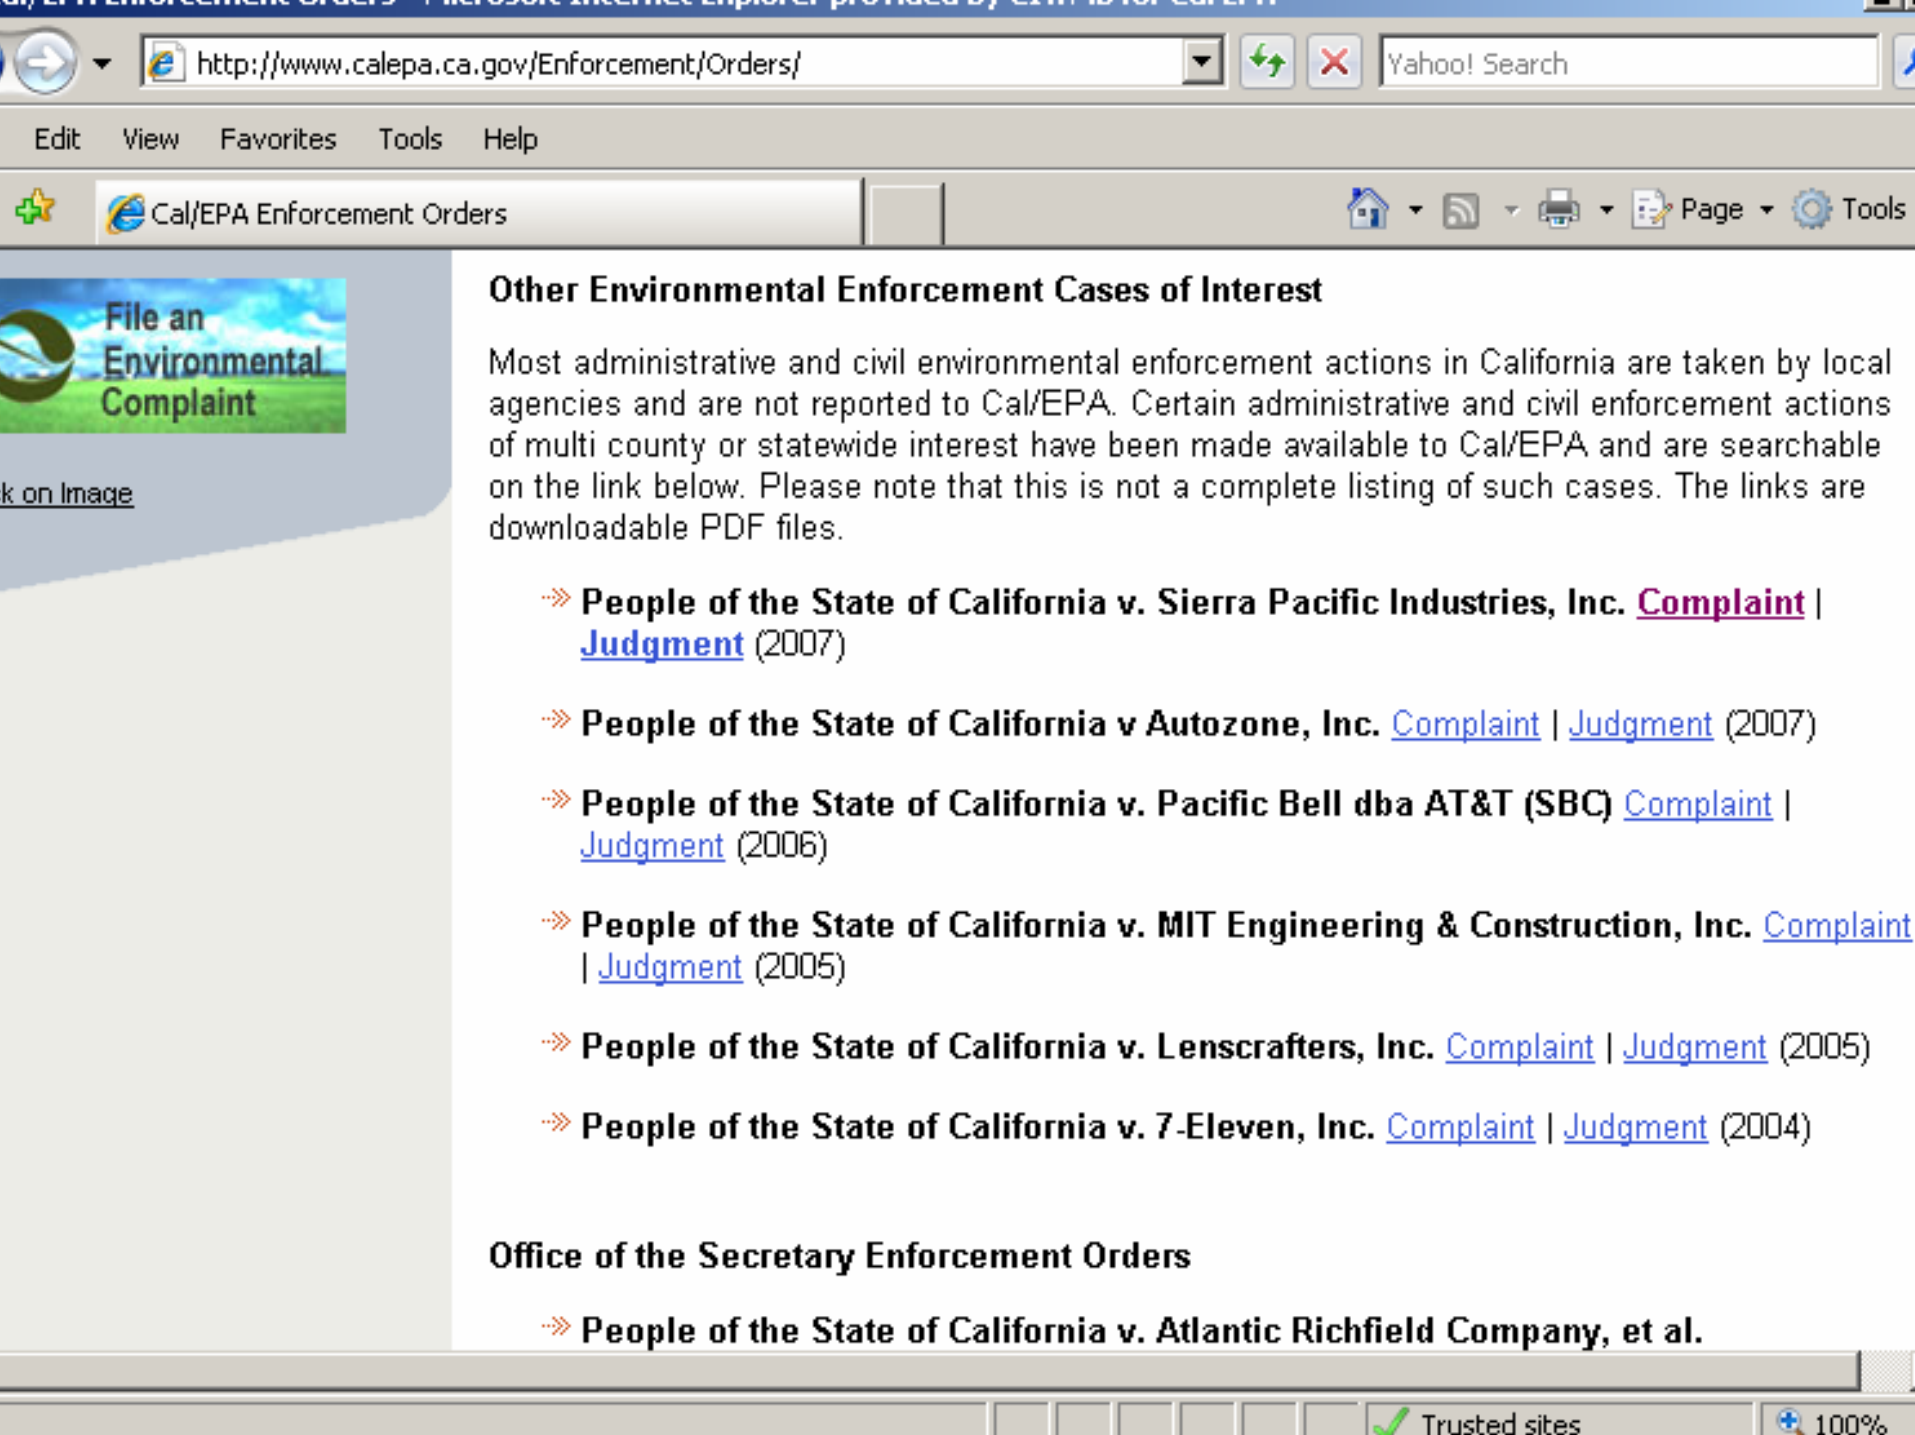 http://www.calepa.ca.gov/Enforcement/Orders/
Yahoo! Search
Edit View Favorites Tools Help
Cal/EPA Enforcement Orders
Page Tools
File an
Environmental
Complaint
k on Image
Other Environmental Enforcement Cases of Interest
Most administrative and civil environmental enforcement actions in California are taken by local
agencies and are not reported to Cal/EPA. Certain administrative and civil enforcement actions
of multi county or statewide interest have been made available to Cal/EPA and are searchable
on the link below. Please note that this is not a complete listing of such cases. The links are
downloadable PDF files.
People of the State of California v. Sierra Pacific Industries, Inc. Complaint |
Judgment (2007)
People of the State of California v Autozone, Inc. Complaint | Judgment (2007)
People of the State of California v. Pacific Bell dba AT&T (SBC) Complaint |
Judgment (2006)
People of the State of California v. MIT Engineering & Construction, Inc. Complaint
| Judgment (2005)
People of the State of California v. Lenscrafters, Inc. Complaint | Judgment (2005)
People of the State of California v. 7-Eleven, Inc. Complaint | Judgment (2004)
Office of the Secretary Enforcement Orders
People of the State of California v. Atlantic Richfield Company, et al.
Trusted sites
100%